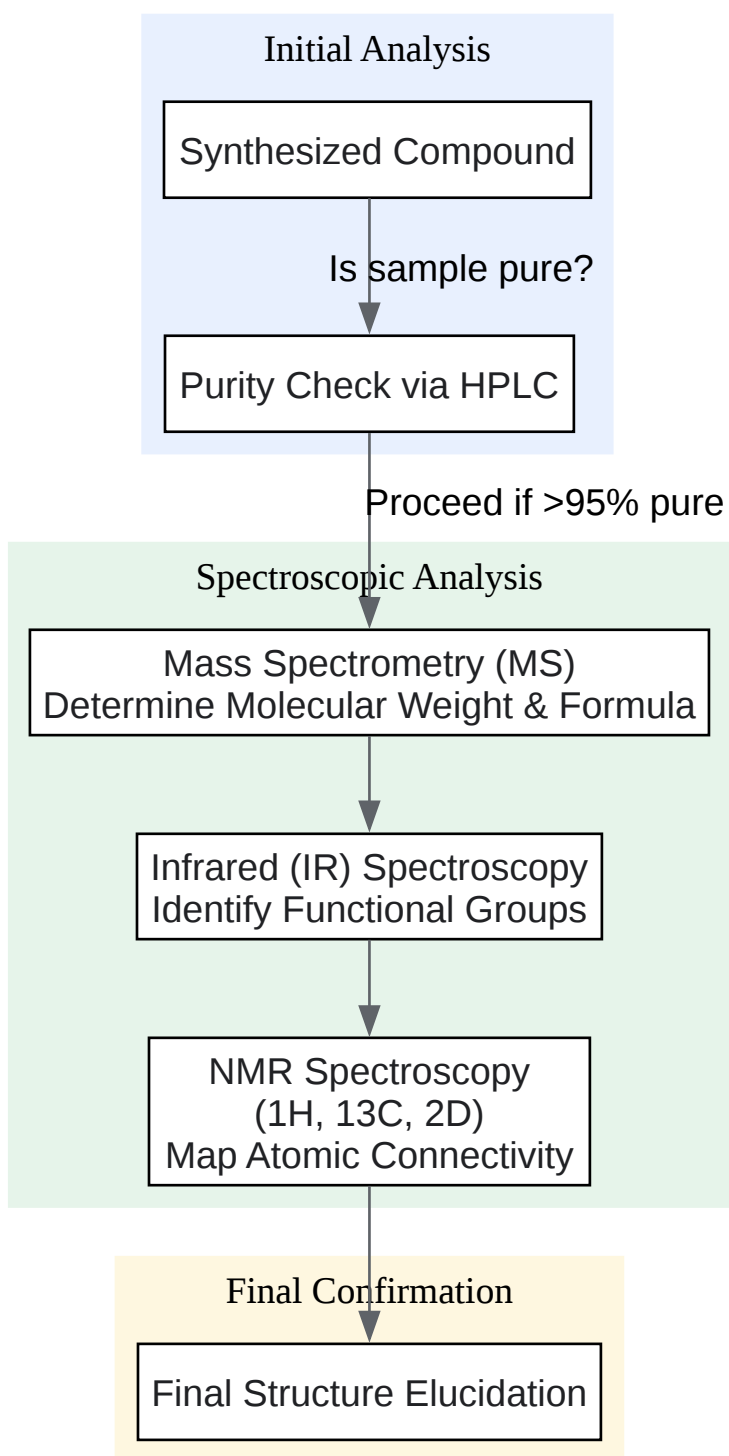 Initial Analysis
Synthesized Compound
Is sample pure?
Purity Check via HPLC
Proceed if >95% pure
Spectroscopic Analysis
Mass Spectrometry (MS)
Determine Molecular Weight & Formula
Infrared (IR) Spectroscopy
Identify Functional Groups
NMR Spectroscopy
(1H, 13C, 2D)
Map Atomic Connectivity
Final Confirmation
Final Structure Elucidation